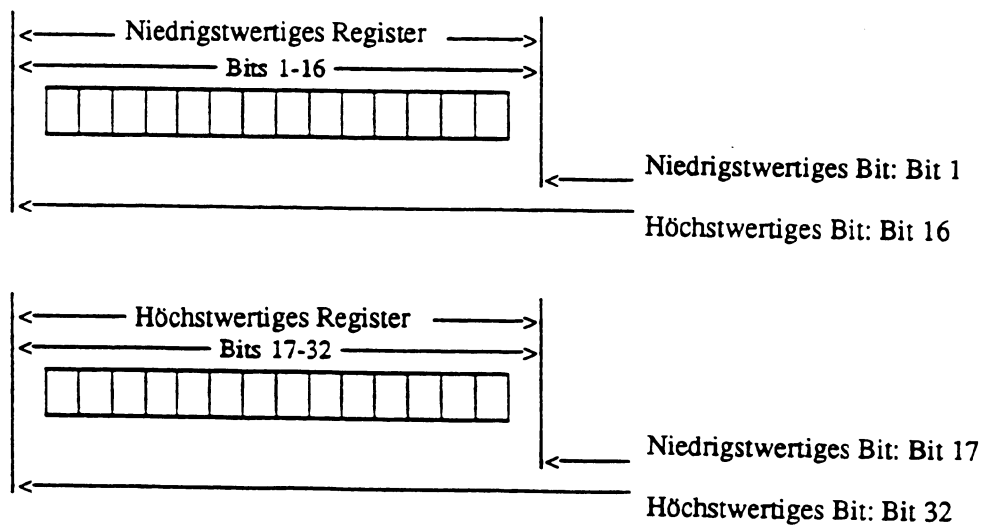 Niedrigstwertiges Register
Bits 1-16
Niedrigstwertiges Bit: Bit 1
Höchstwertiges Bit: Bit 16
Höchstwertiges Register
Bits 17-32
Niedrigstwertiges Bit: Bit 17
Höchstwertiges Bit: Bit 32